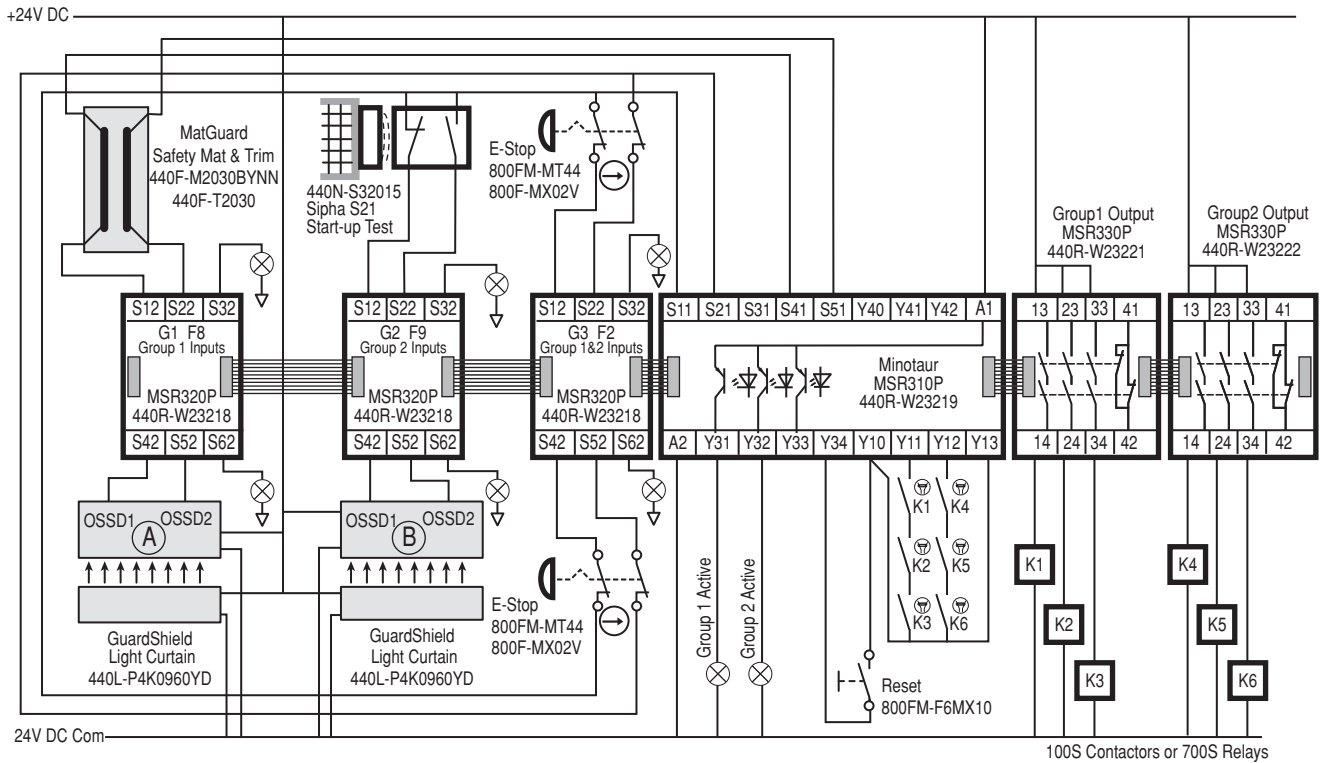 +24V DC
MatGuard
Safety Mat & Trim
440F-M2030BYNN
440F-T2030
440N-S32015
Sipha S21
Start-up Test
E-Stop
800FM-MT44
800F-MX02V
Group1 Output
MSR330P
440R-W23221
Group2 Output
MSR330P
440R-W23222
S12 S22 S32
G1 F8
Group 1 Inputs
MSR320P
440R-W23218
S42 S52 S62
S12 S22 S32
G2 F9
Group 2 Inputs
MSR320P
440R-W23218
S42 S52 S62
S12 S22 S32
G3 F2
Group 1&2 Inputs
MSR320P
440R-W23218
S42 S52 S62
S11 S21 S31 S41 S51 Y40 Y41 Y42 A1
Minotaur
MSR310P
440R-W23219
A2 Y31 Y32 Y33 Y34 Y10 Y11 Y12 Y13
13 23 33 41
14 24 34 42
13 23 33 41
14 24 34 42
OSSD1 OSSD2
A
GuardShield
Light Curtain
440L-P4K0960YD
OSSD1 OSSD2
B
GuardShield
Light Curtain
440L-P4K0960YD
E-Stop
800FM-MT44
800F-MX02V
Group 1 Active
Group 2 Active
K1 K4
K2 K5
K3 K6
Reset
800FM-F6MX10
K1
K2
K3
K4
K5
K6
24V DC Com
100S Contactors or 700S Relays